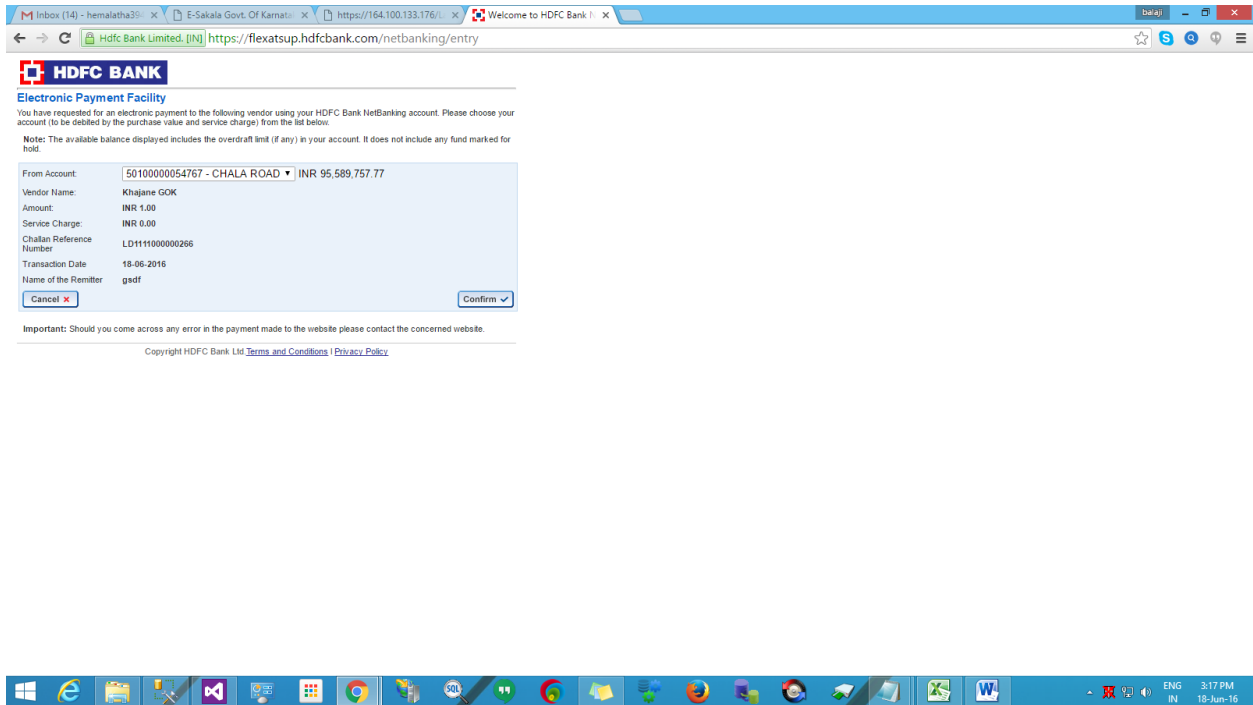 Inbox (14) - hemalatha394
E-Sakala Govt. Of Karnata
https://164.100.133.176/L
Welcome to HDFC Bank N
balaji
Hdfc Bank Limited. [IN] https://flexatsup.hdfcbank.com/netbanking/entry
HDFC BANK
Electronic Payment Facility
You have requested for an electronic payment to the following vendor using your HDFC Bank NetBanking account. Please choose your
account (to be debited by the purchase value and service charge) from the list below.
Note: The available balance displayed includes the overdraft limit (if any) in your account. It does not include any fund marked for
hold.
From Account: 50100000054767 - CHALA ROAD INR 95,589,757.77
Vendor Name: Khajane GOK
Amount: INR 1.00
Service Charge: INR 0.00
Challan Reference
Number LD1111000000266
Transaction Date 18-06-2016
Name of the Remitter gsdf
Cancel Confirm
Important: Should you come across any error in the payment made to the website please contact the concerned website.
Copyright HDFC Bank Ltd Terms and Conditions | Privacy Policy
SQL
ENG 3:17 PM
IN 18-Jun-16